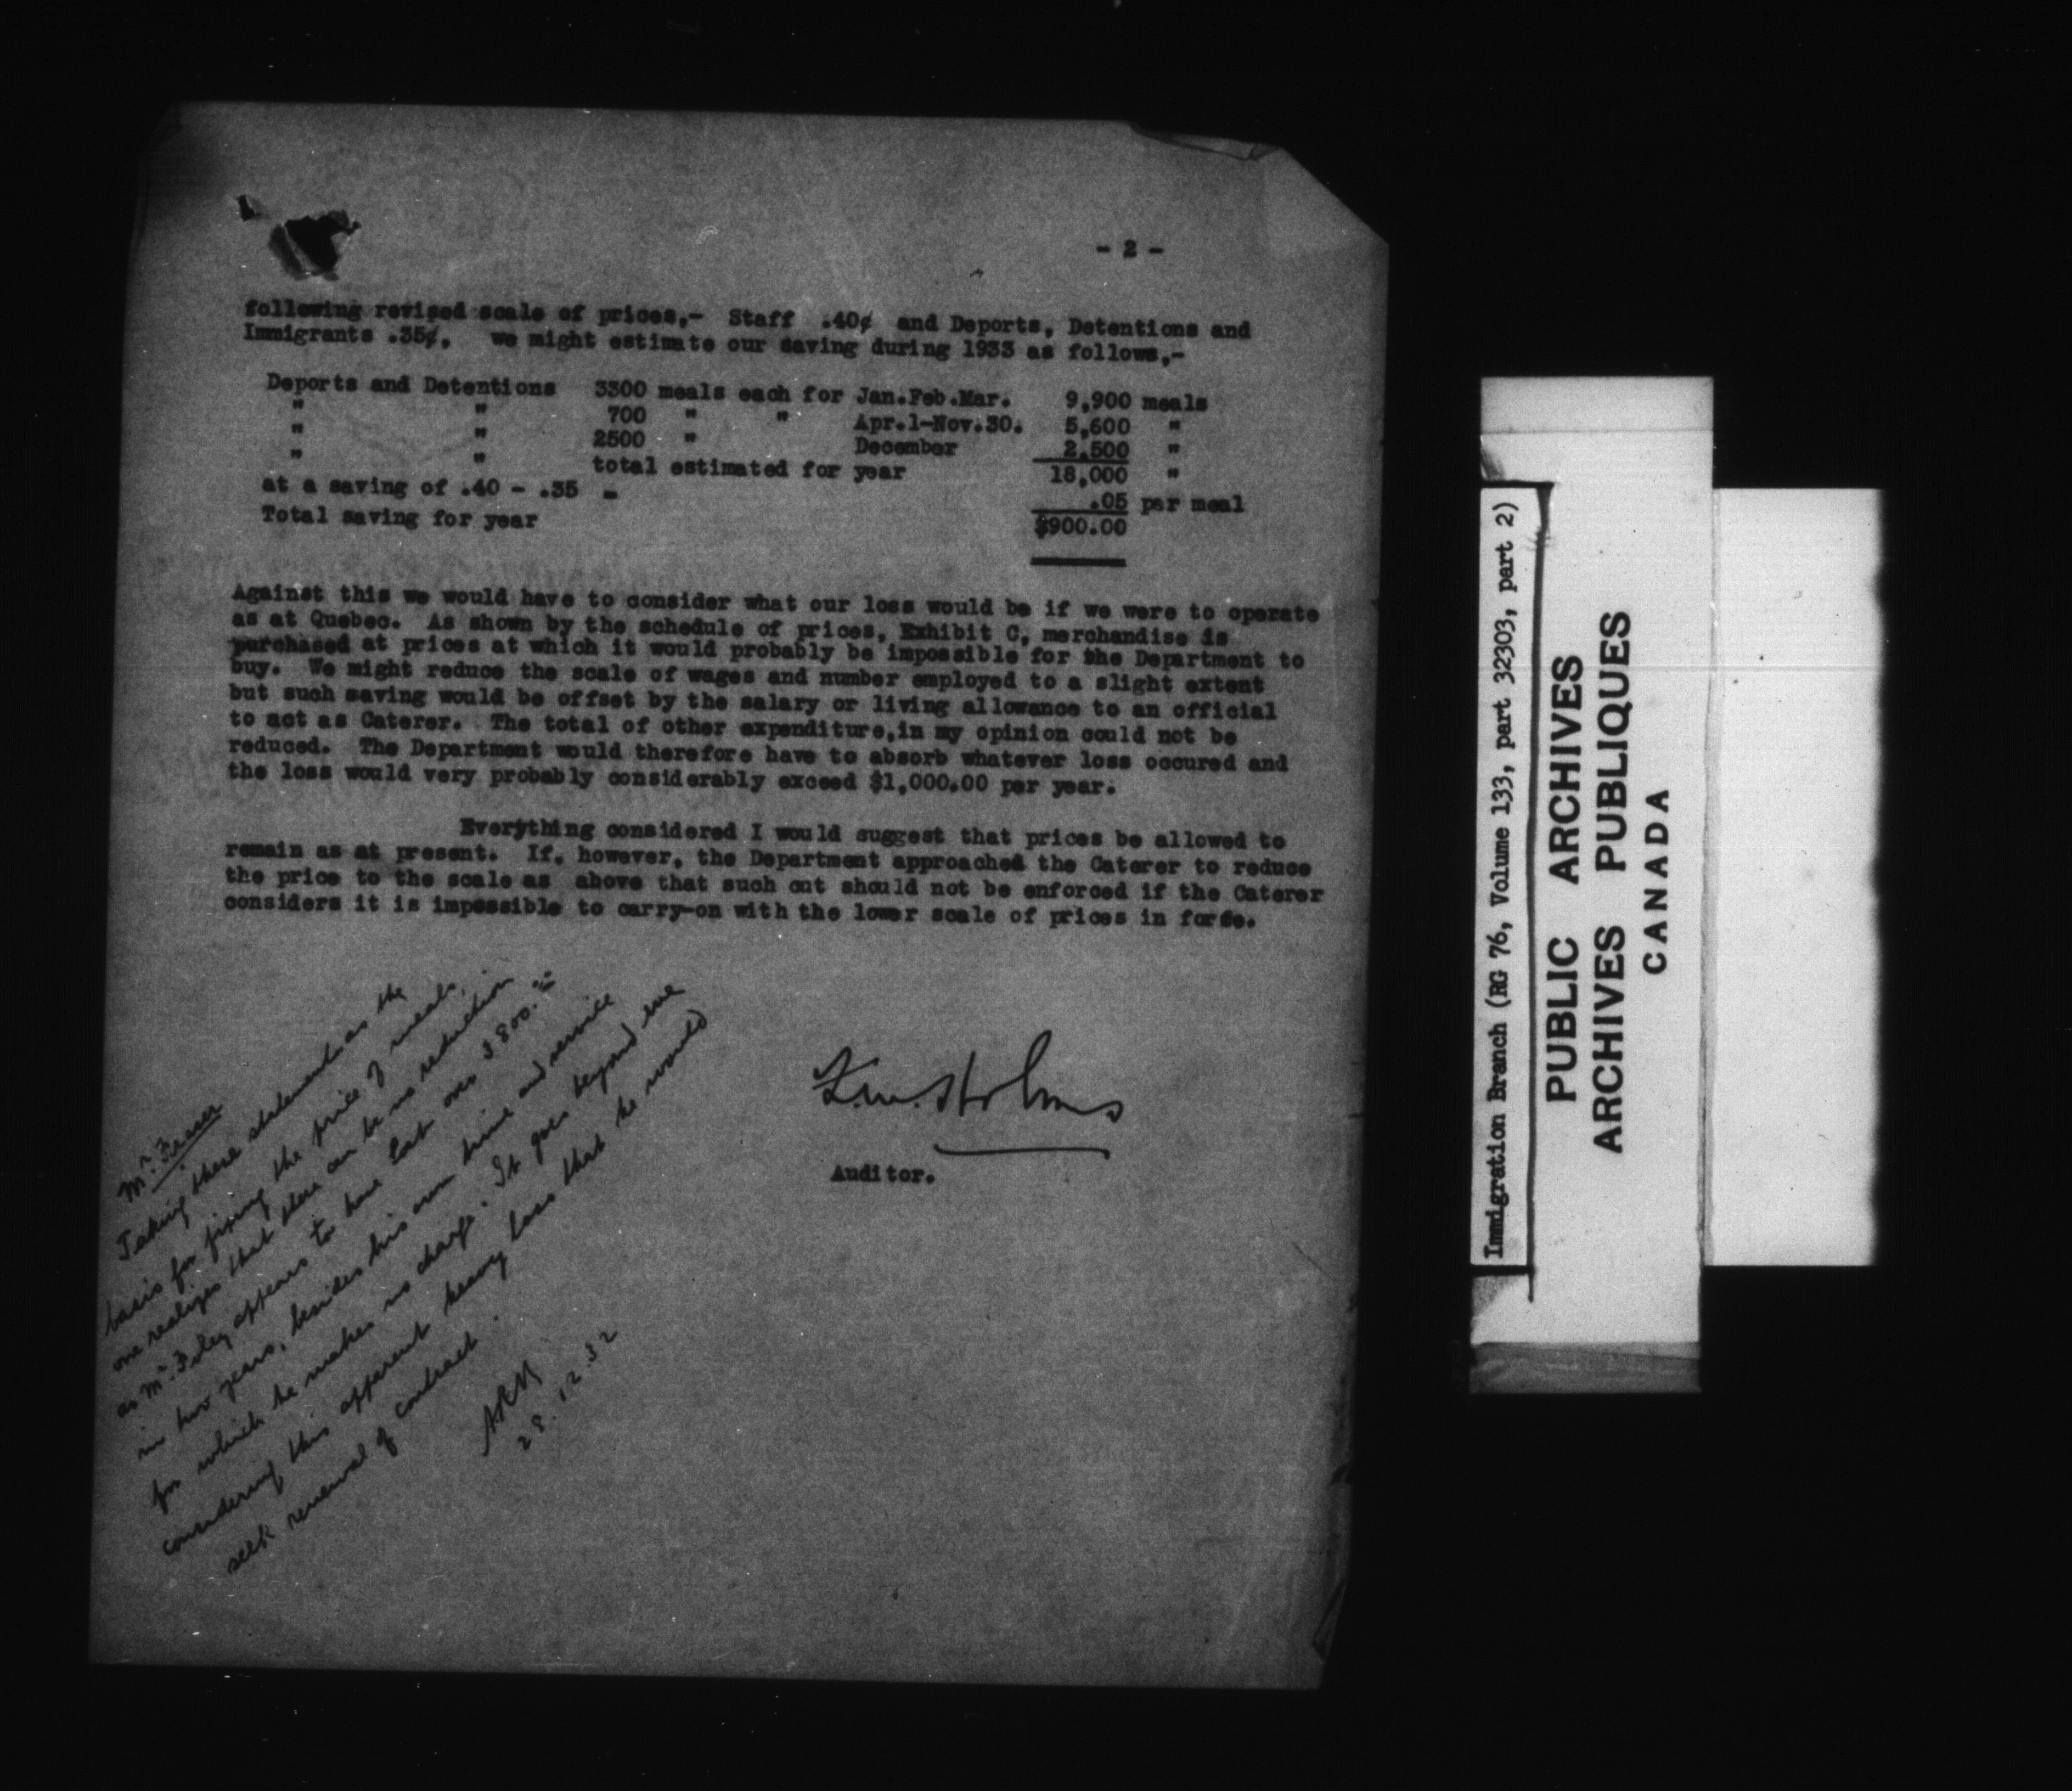 - 2 -
following revised scale of prices,- Staff .40¢ and Deports, Detentions and
Immigrants .35¢, we might estimate our saving during 1933 as follows,-
Deports and Detentions 3300 meals each for Jan.Feb.Mar. 9,900 meals
" " 700 " " Apr.1-Nov.30. 5,600 "
" " 2500 " December 2,500 "
" " total estimated for year 18,000 "
at a saving of .40 - .35 - .05 per meal
Total saving for year $900.00
Against this we would have to consider what our loss would be if we were to operate
as at Quebec. As shown by the schedule of prices, Exhibit C, merchandise is
purchased at prices at which it would probably be impossible for the Department to
buy. We might reduce the scale of wages and number employed to a slight extent
but such saving would be offset by the salary or living allowance to an official
to act as Caterer. The total of other expenditure,in my opinion could not be
reduced. The Department would therefore have to absorb whatever loss occured and
the loss would very probably considerably exceed $1,000.00 per year.
Everything considered I would suggest that prices be allowed to
remain as at present. If, however, the Department approached the Caterer to reduce
the price to the scale as above that such cut should not be enforced if the Caterer
considers it is impossible to carry-on with the lower scale of prices in force.
Auditor.
Mr. Fraser
Taking these statements as the
basis for fixing the price of meals,
one realizes that there can be no reduction
as Mr. Foley appears to have lost over $800.
in two years, besides his own time and service
for which he makes no charge. It goes beyond me
considering this apparent heavy loss that he would
seek renewal of contract.
28.12.32
Immigration Branch (RG 76, Volume 133, part 32303, part 2)
PUBLIC ARCHIVES
ARCHIVES PUBLIQUES
CANADA